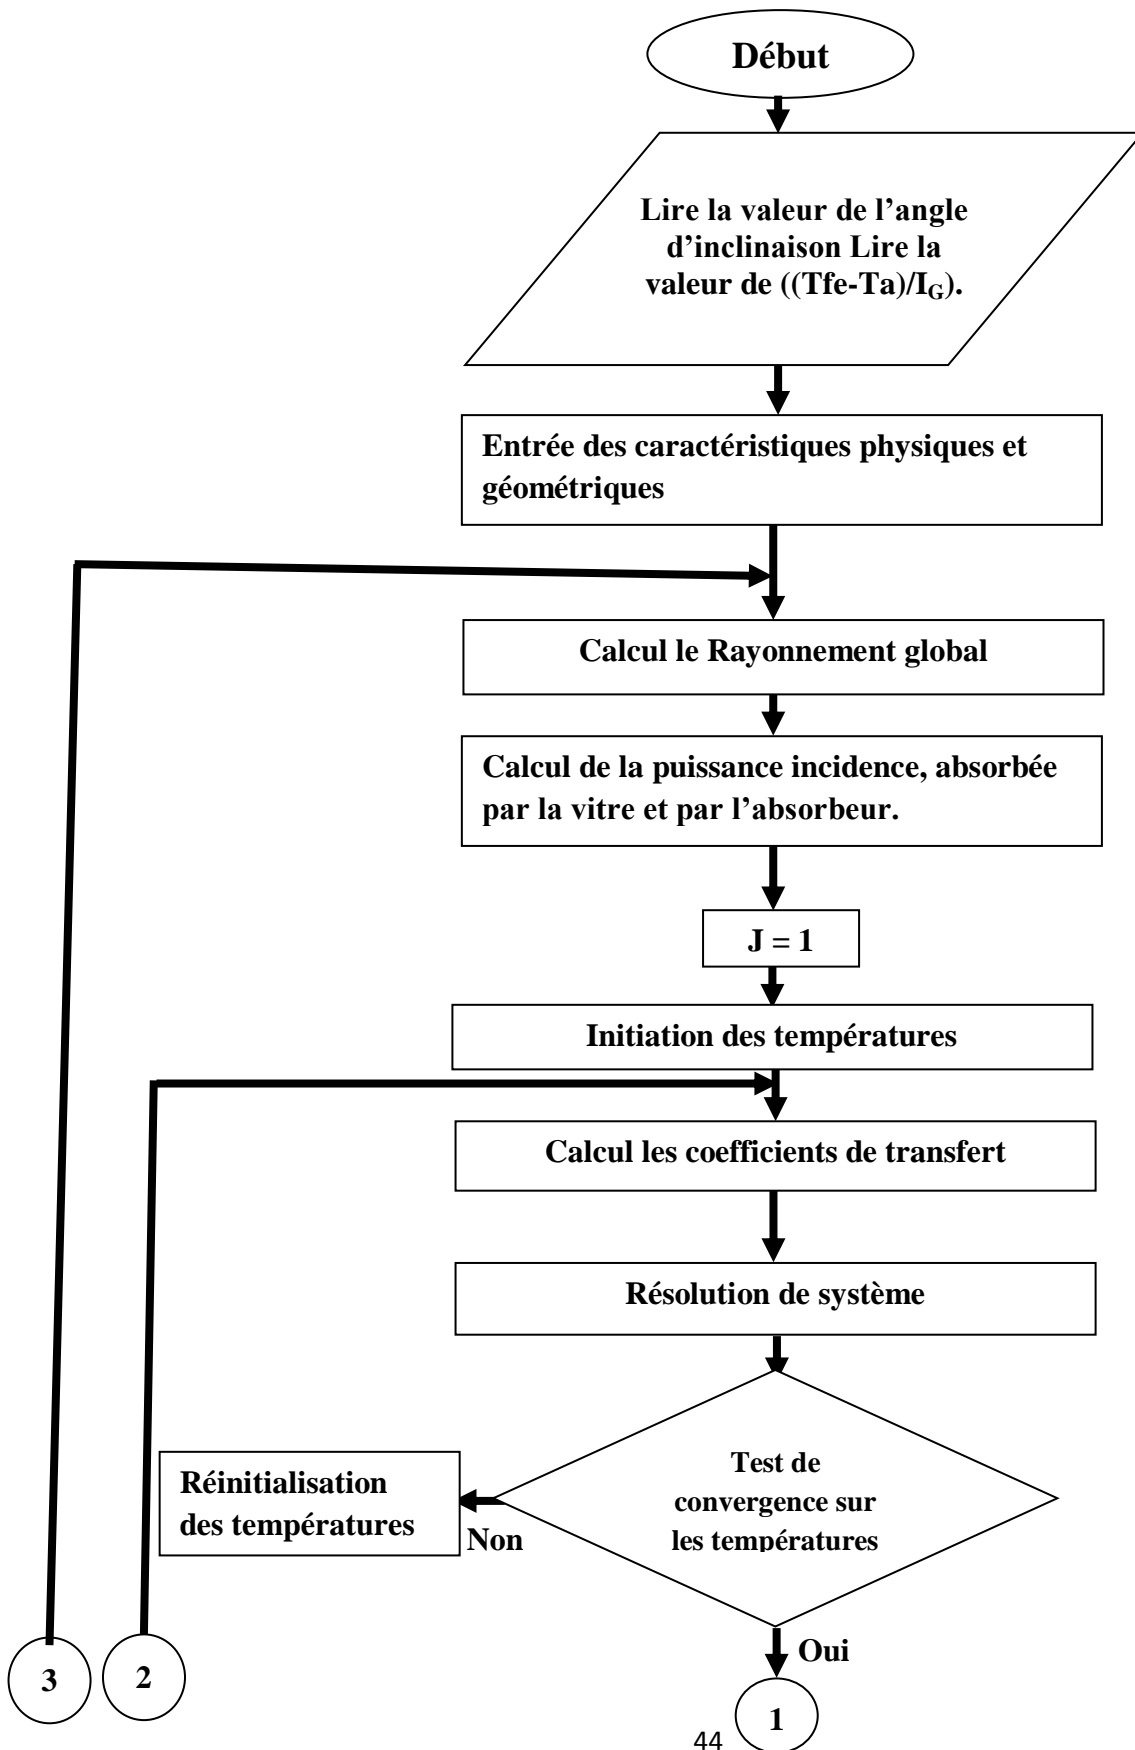 Début
Lire la valeur de l’angle
d’inclinaison Lire la
valeur de ((Tfe-Ta)/I_G).
Entrée des caractéristiques physiques et
géométriques
Calcul le Rayonnement global
Calcul de la puissance incidence, absorbée
par la vitre et par l’absorbeur.
J = 1
Initiation des températures
Calcul les coefficients de transfert
Résolution de système
Test de
convergence sur
les températures
Réinitialisation
des températures
Non
Oui
3
2
1
44